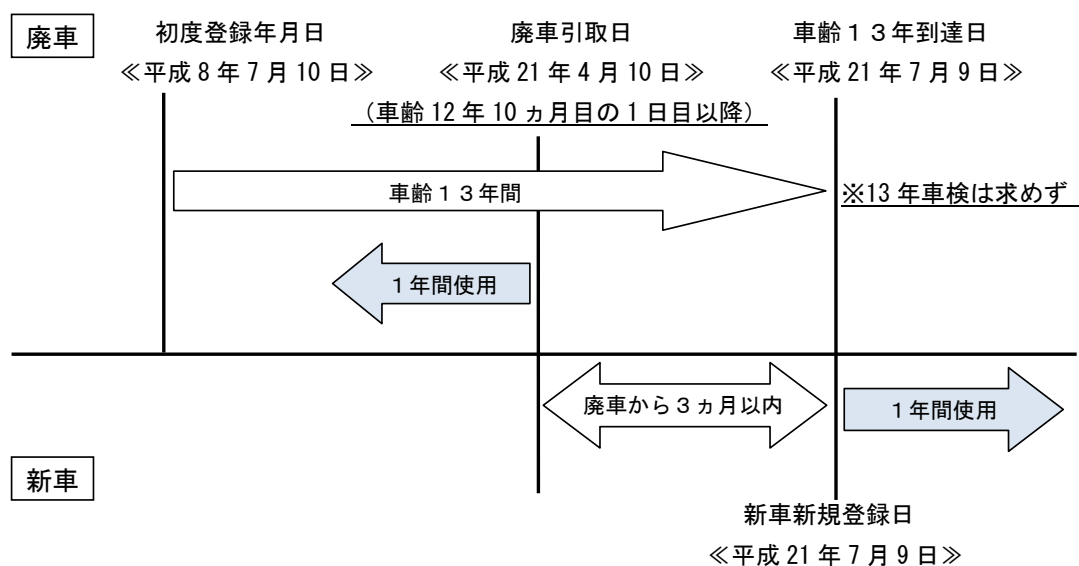 廃車
初度登録年月日
≪平成8年7月10日≫
廃車引取日
≪平成21年4月10日≫
(車齢12年10ヵ月目の1日目以降)
車齢13年到達日
≪平成21年7月9日≫
車齢13年間
※13年車検は求めず
1年間使用
廃車から3ヵ月以内
1年間使用
新車
新車新規登録日
≪平成21年7月9日≫